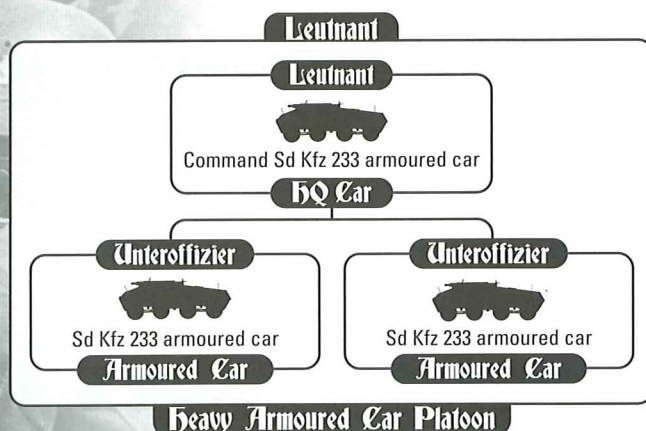 Leutnant
Leutnant
Command Sd Kfz 233 armoured car
HQ Car
Unteroffizier
Sd Kfz 233 armoured car
Armoured Car
Unteroffizier
Sd Kfz 233 armoured car
Armoured Car
Heavy Armoured Car Platoon